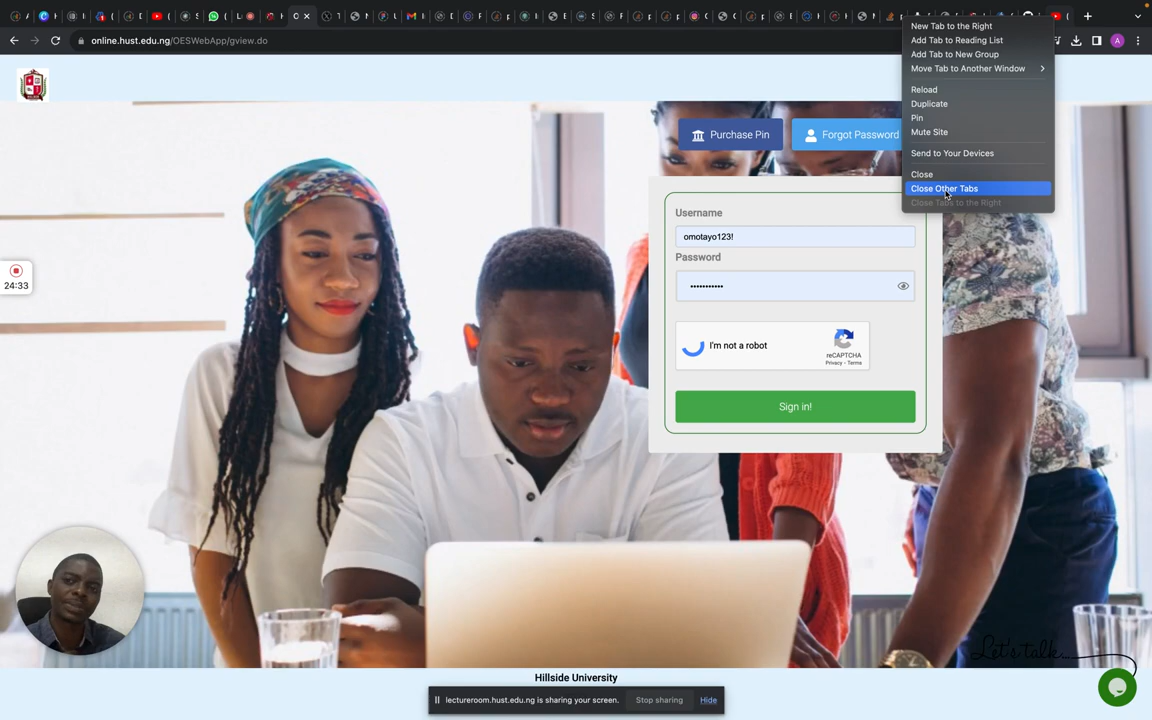 online.hust.edu.ng/OESWebApp/gview.do
New Tab to the Right
Add Tab to Reading List
Add Tab to New Group
Move Tab to Another Window
Reload
Duplicate
Pin
Mute Site
Send to Your Devices
Close
Close Other Tabs
Close Tabs to the Right
Purchase Pin
Forgot Password
Username
omotayo123!
Password
•••••••••••
I'm not a robot
reCAPTCHA
Privacy - Terms
Sign in!
24:33
Let's talk...
Hillside University
lectureroom.hust.edu.ng is sharing your screen.
Stop sharing
Hide
A